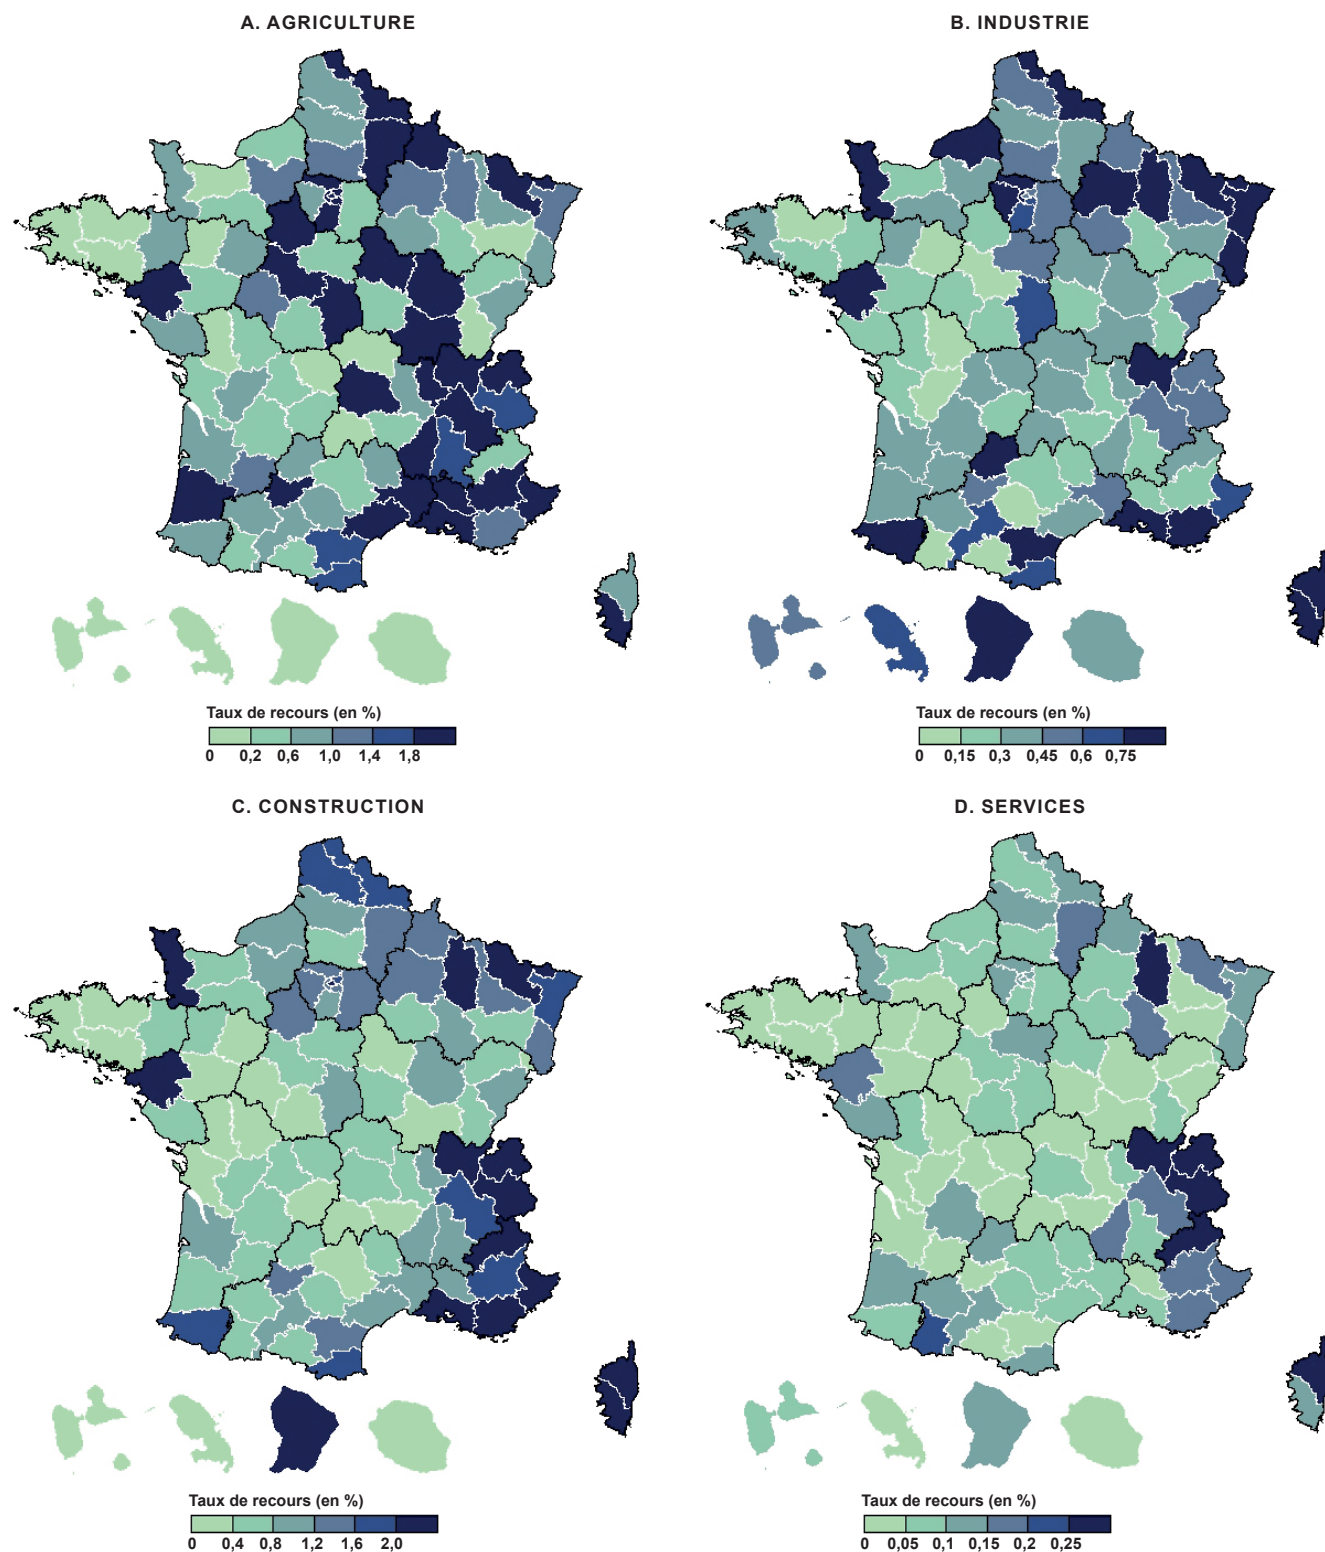 A. AGRICULTURE
B. INDUSTRIE
Taux de recours (en %)
0 0,2 0,6 1,0 1,4 1,8
Taux de recours (en %)
0 0,15 0,3 0,45 0,6 0,75
C. CONSTRUCTION
D. SERVICES
Taux de recours (en %)
0 0,4 0,8 1,2 1,6 2,0
Taux de recours (en %)
0 0,05 0,1 0,15 0,2 0,25